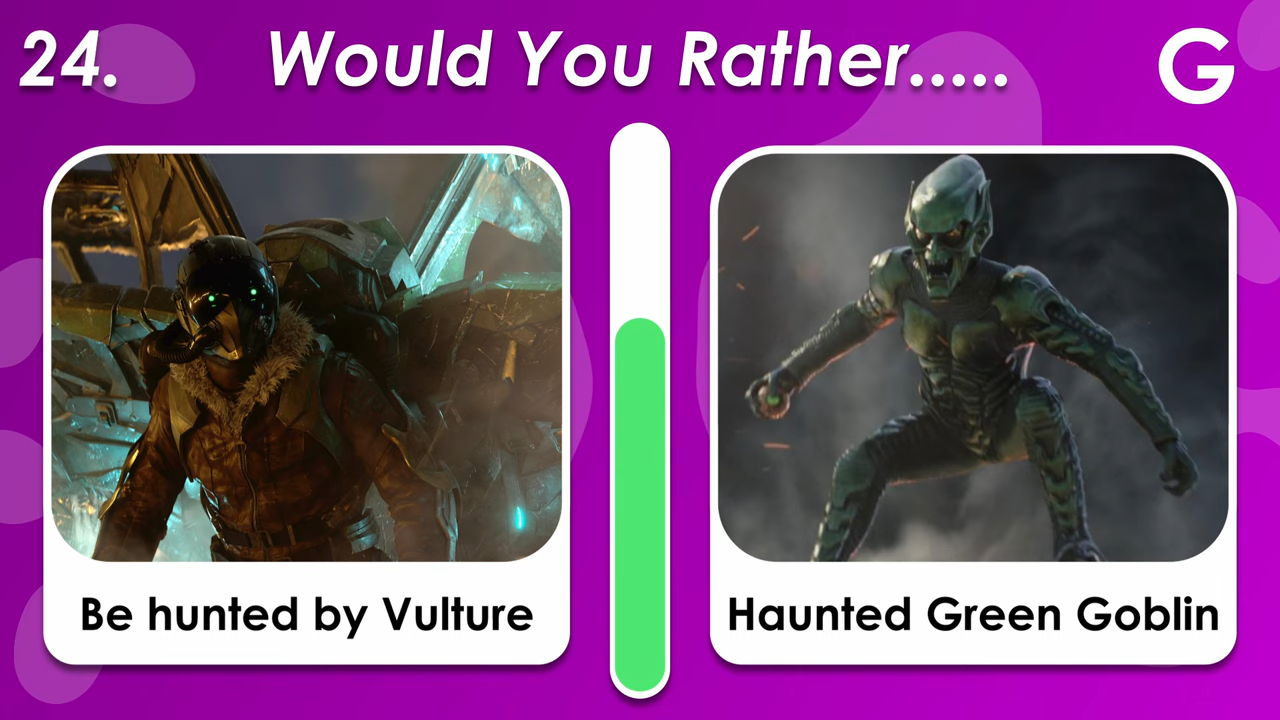 24.
Would You Rather.....
G
Be hunted by Vulture
Haunted Green Goblin